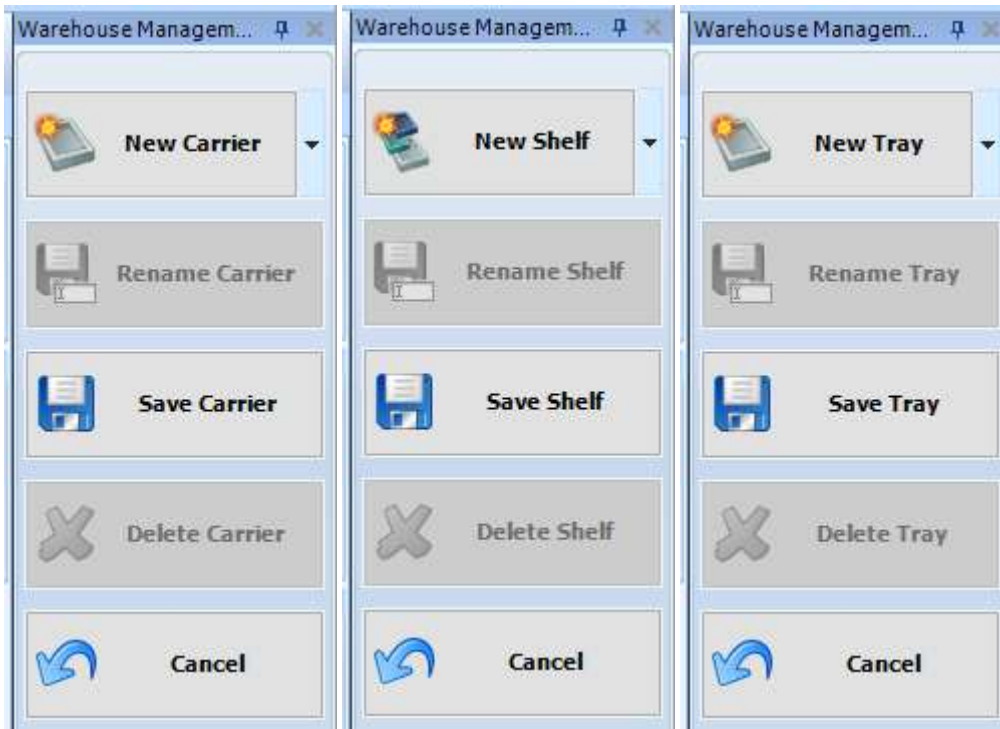 Warehouse Managem...
New Carrier
Rename Carrier
Save Carrier
Delete Carrier
Cancel
Warehouse Managem...
New Shelf
Rename Shelf
Save Shelf
Delete Shelf
Cancel
Warehouse Managem...
New Tray
Rename Tray
Save Tray
Delete Tray
Cancel